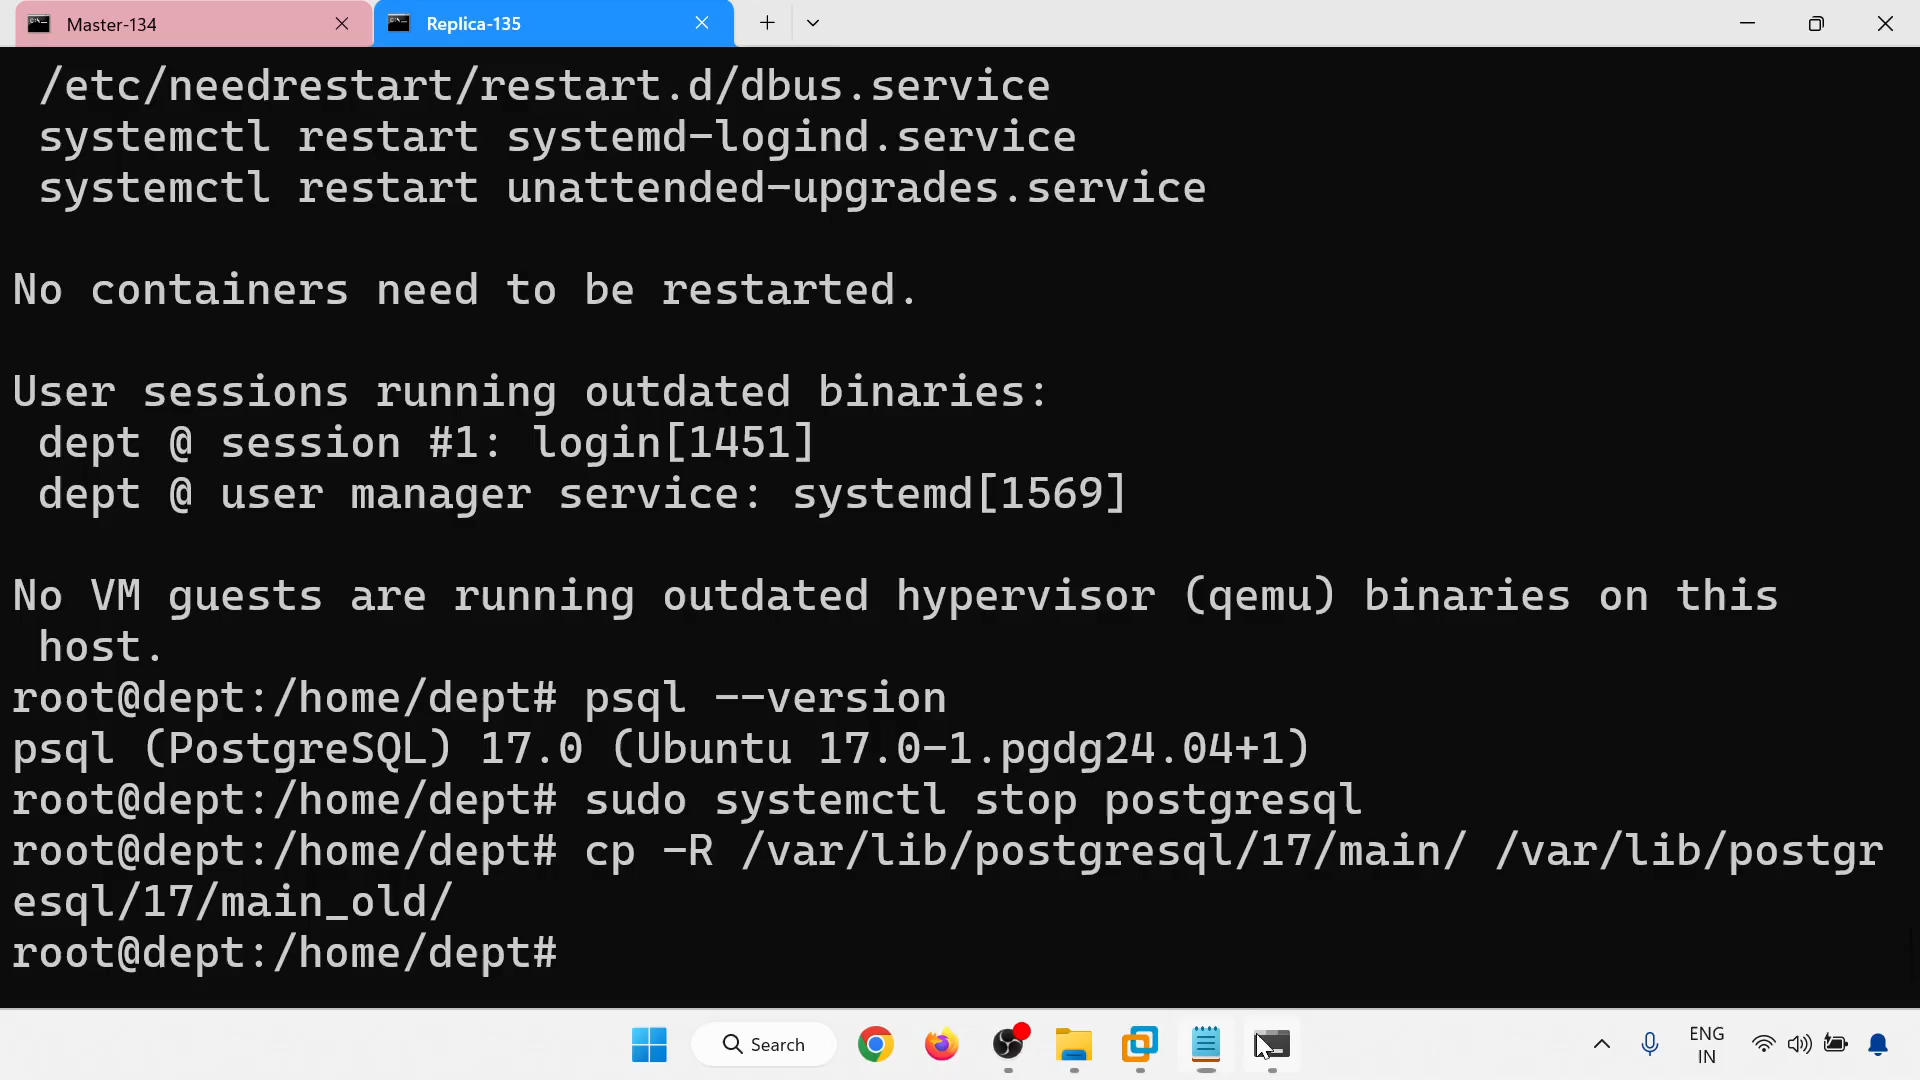 Master-134
Replica-135
/etc/needrestart/restart.d/dbus.service
systemctl restart systemd-logind.service
systemctl restart unattended-upgrades.service
No containers need to be restarted.
User sessions running outdated binaries:
dept @ session #1: login[1451]
dept @ user manager service: systemd[1569]
No VM guests are running outdated hypervisor (qemu) binaries on this
host.
root@dept:/home/dept# psql --version
psql (PostgreSQL) 17.0 (Ubuntu 17.0-1.pgdg24.04+1)
root@dept:/home/dept# sudo systemctl stop postgresql
root@dept:/home/dept# cp -R /var/lib/postgresql/17/main/ /var/lib/postgr
esql/17/main_old/
root@dept:/home/dept#
Search
ENG
IN